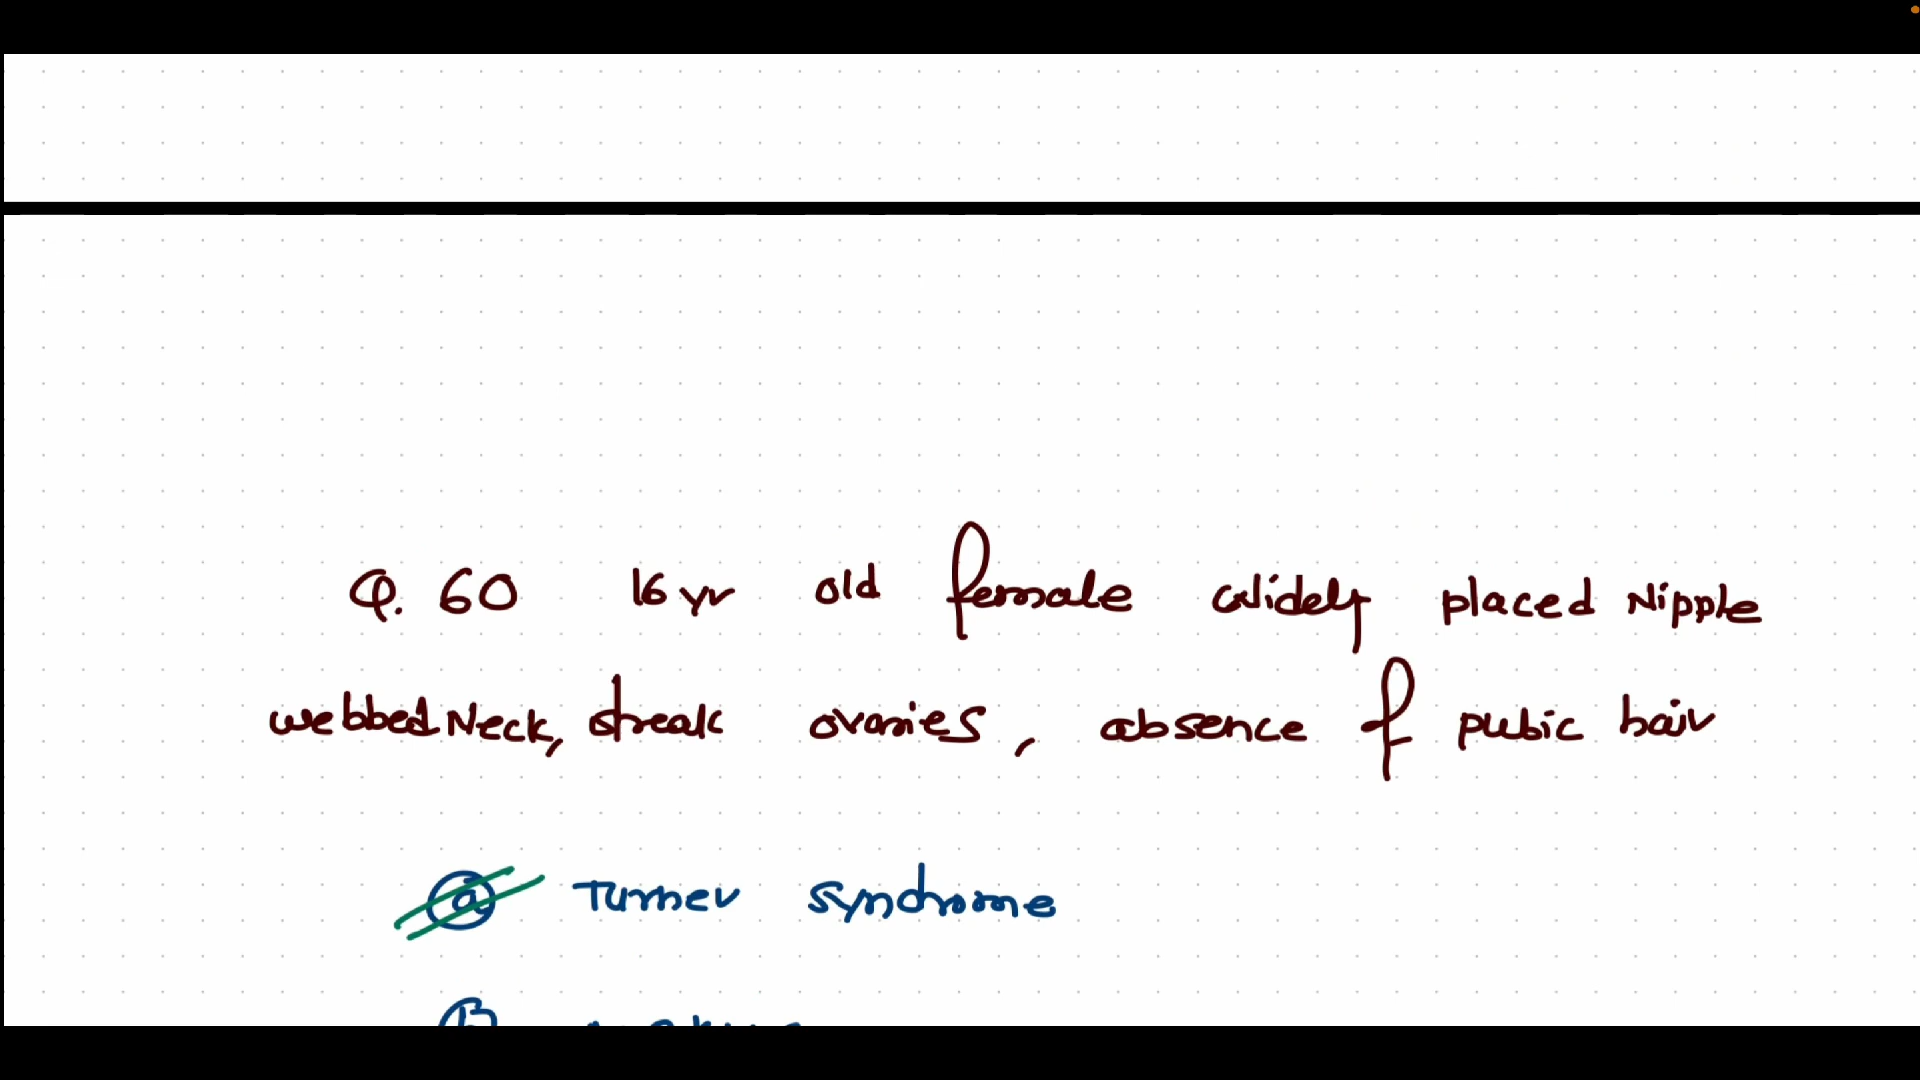 Q. 60 16 yr old female widely placed Nipple
webbed Neck, streak ovaries, absence of pubic hair
a Turner syndrome
b